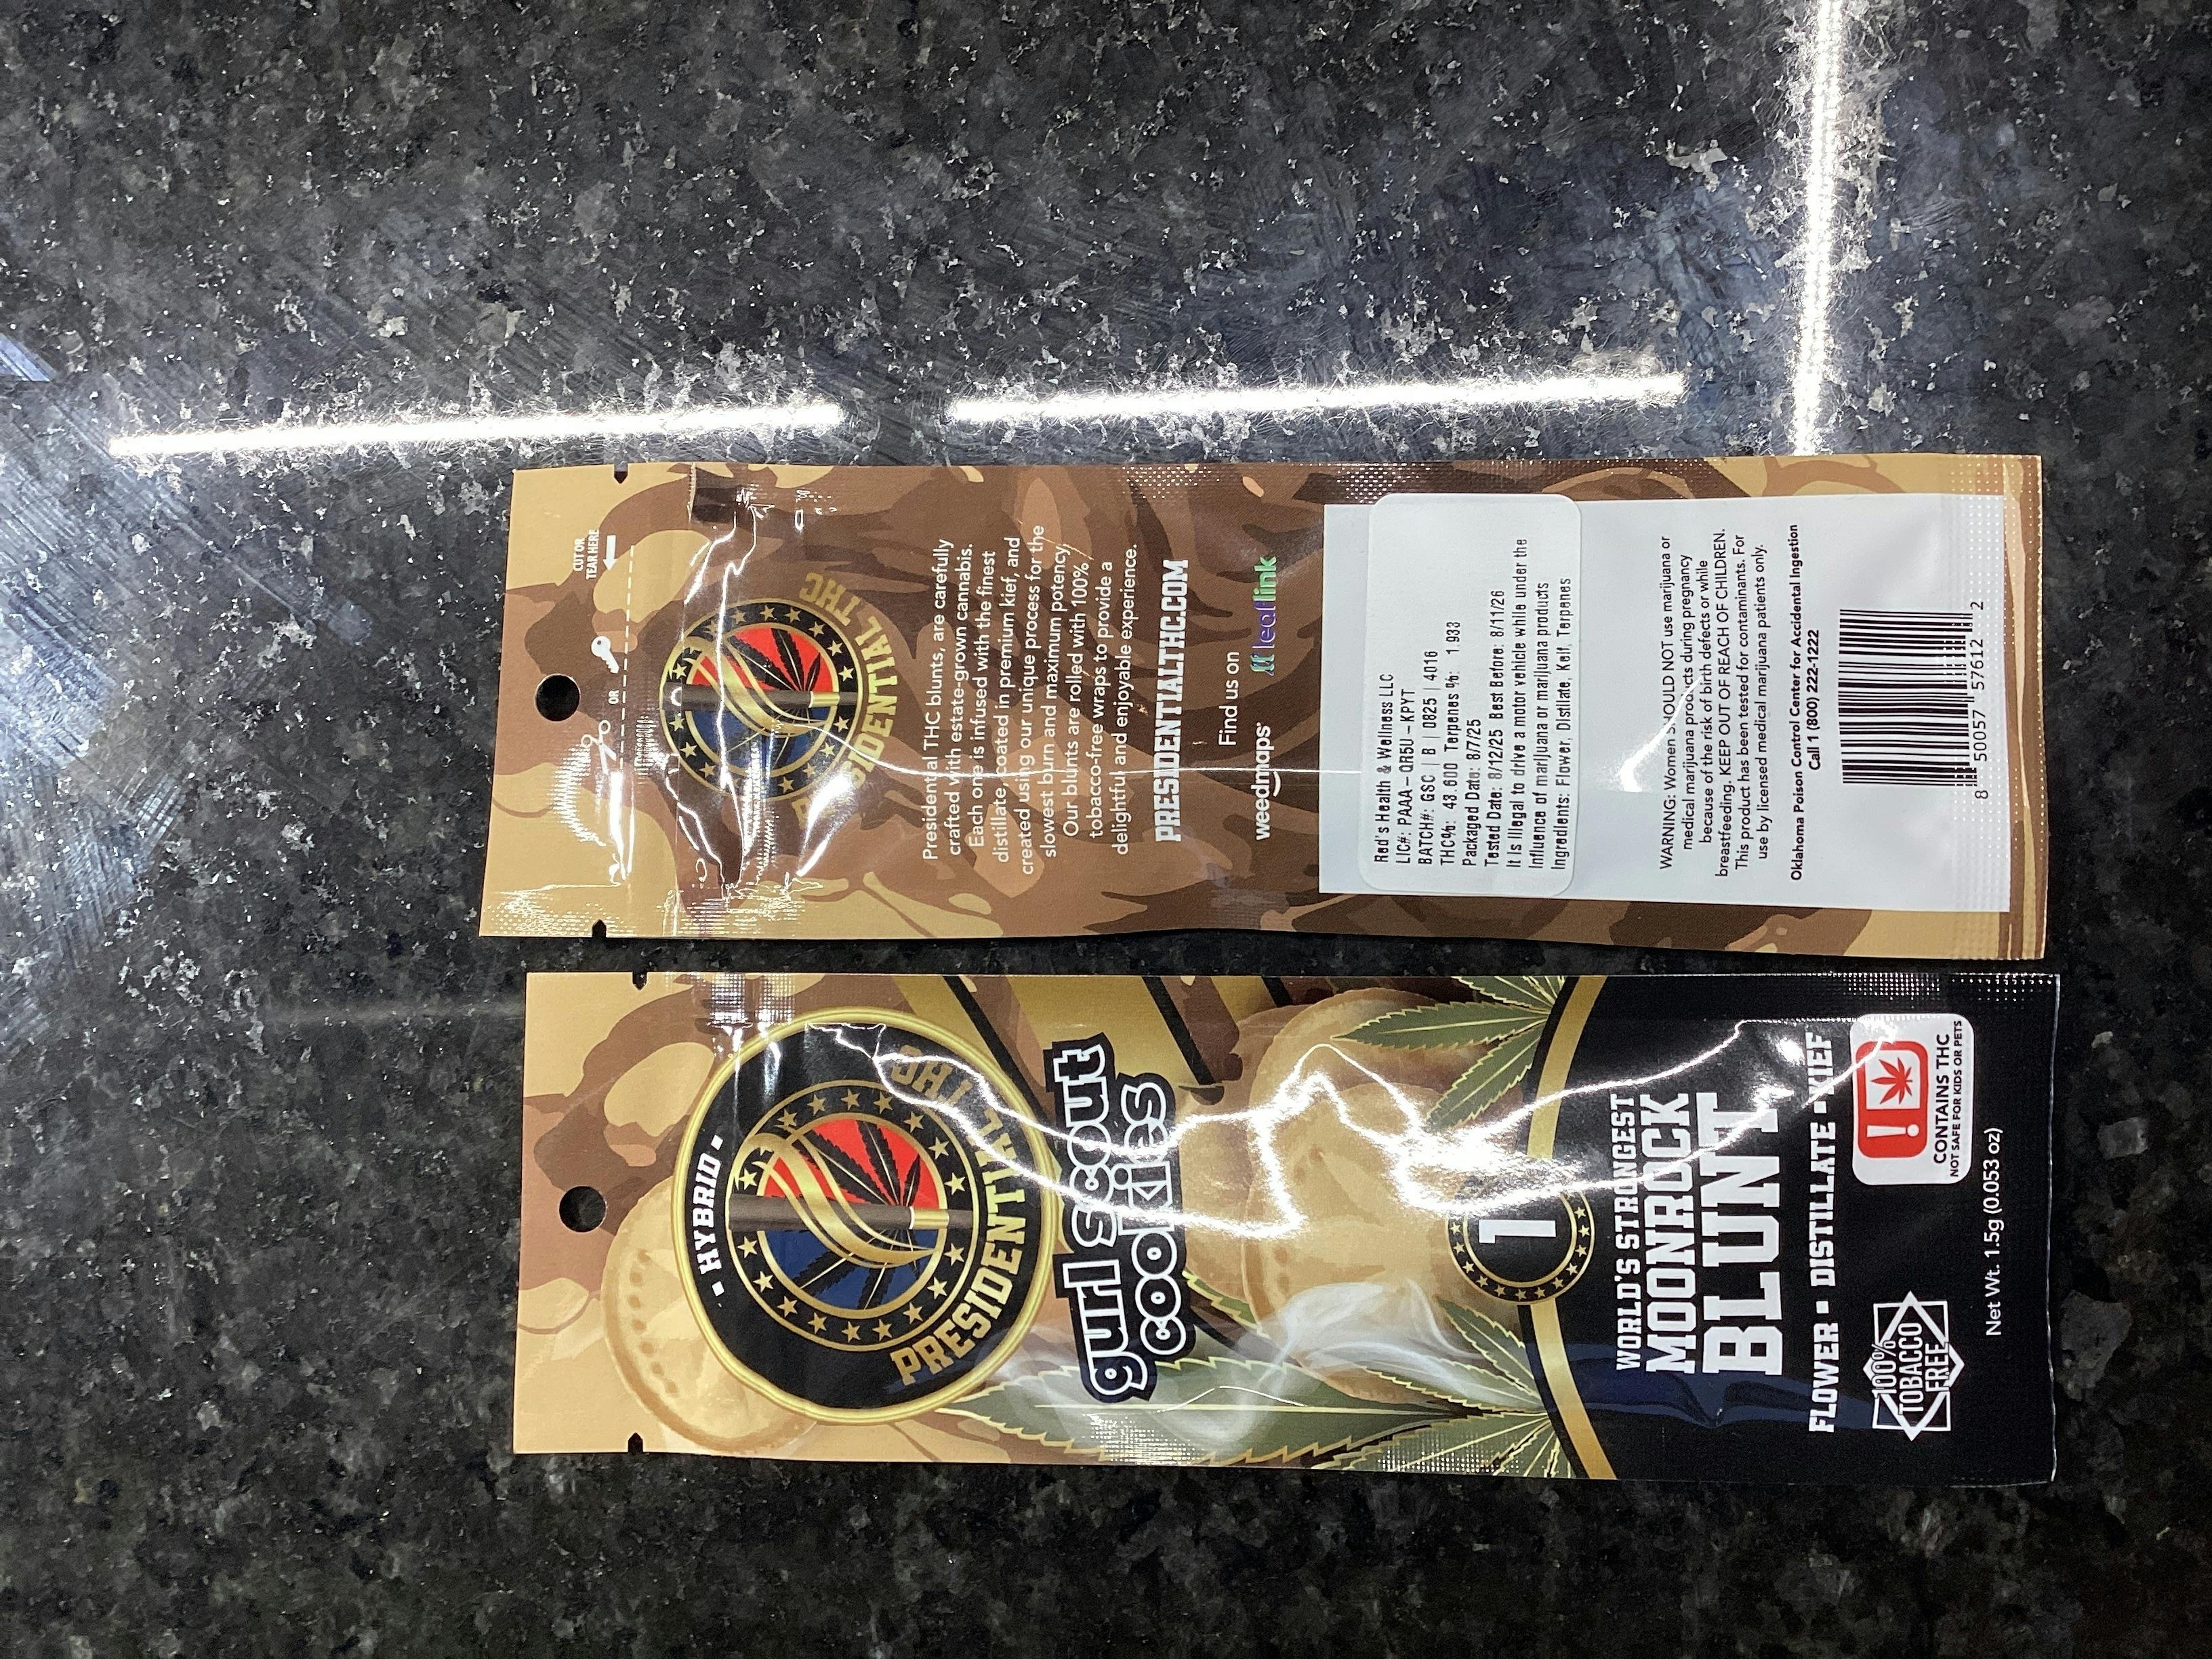 CUT OR
TEAR HERE
OR
PRESIDENTIAL THC
Presidential THC blunts, are carefully
crafted with estate-grown cannabis.
Each one is infused with the finest
distillate, coated in premium kief, and
created using our unique process for the
slowest burn and maximum potency.
Our blunts are rolled with 100%
tobacco-free wraps to provide a
delightful and enjoyable experience.
PRESIDENTIALTHC.COM
Find us on
weedmaps leaflink
Red's Health & Wellness LLC
LIC#: PAAA - QR5U - KPYT
BATCH#: GSC | B | 0825 | 4016
THC%: 43.600 Terpenes %: 1.933
Packaged Date: 8/7/25
Tested Date: 8/12/25 Best Before: 8/11/26
It is illegal to drive a motor vehicle while under the
influence of marijuana or marijuana products
Ingredients: Flower, Distillate, Keif, Terpenes
WARNING: Women SHOULD NOT use marijuana or
medical marijuana products during pregnancy
because of the risk of birth defects or while
breastfeeding. KEEP OUT OF REACH OF CHILDREN.
This product has been tested for contaminants. For
use by licensed medical marijuana patients only.
Oklahoma Poison Control Center for Accidental Ingestion
Call 1 (800) 222-1222
8 50057 57612 2
HYBRID
PRESIDENTIAL THC
gurl scout
cookies
1
WORLD'S STRONGEST
MOONROCK
BLUNT
FLOWER ▪ DISTILLATE ▪ KIEF
100%
TOBACCO
FREE
!
CONTAINS THC
NOT SAFE FOR KIDS OR PETS
Net Wt. 1.5g (0.053 oz)